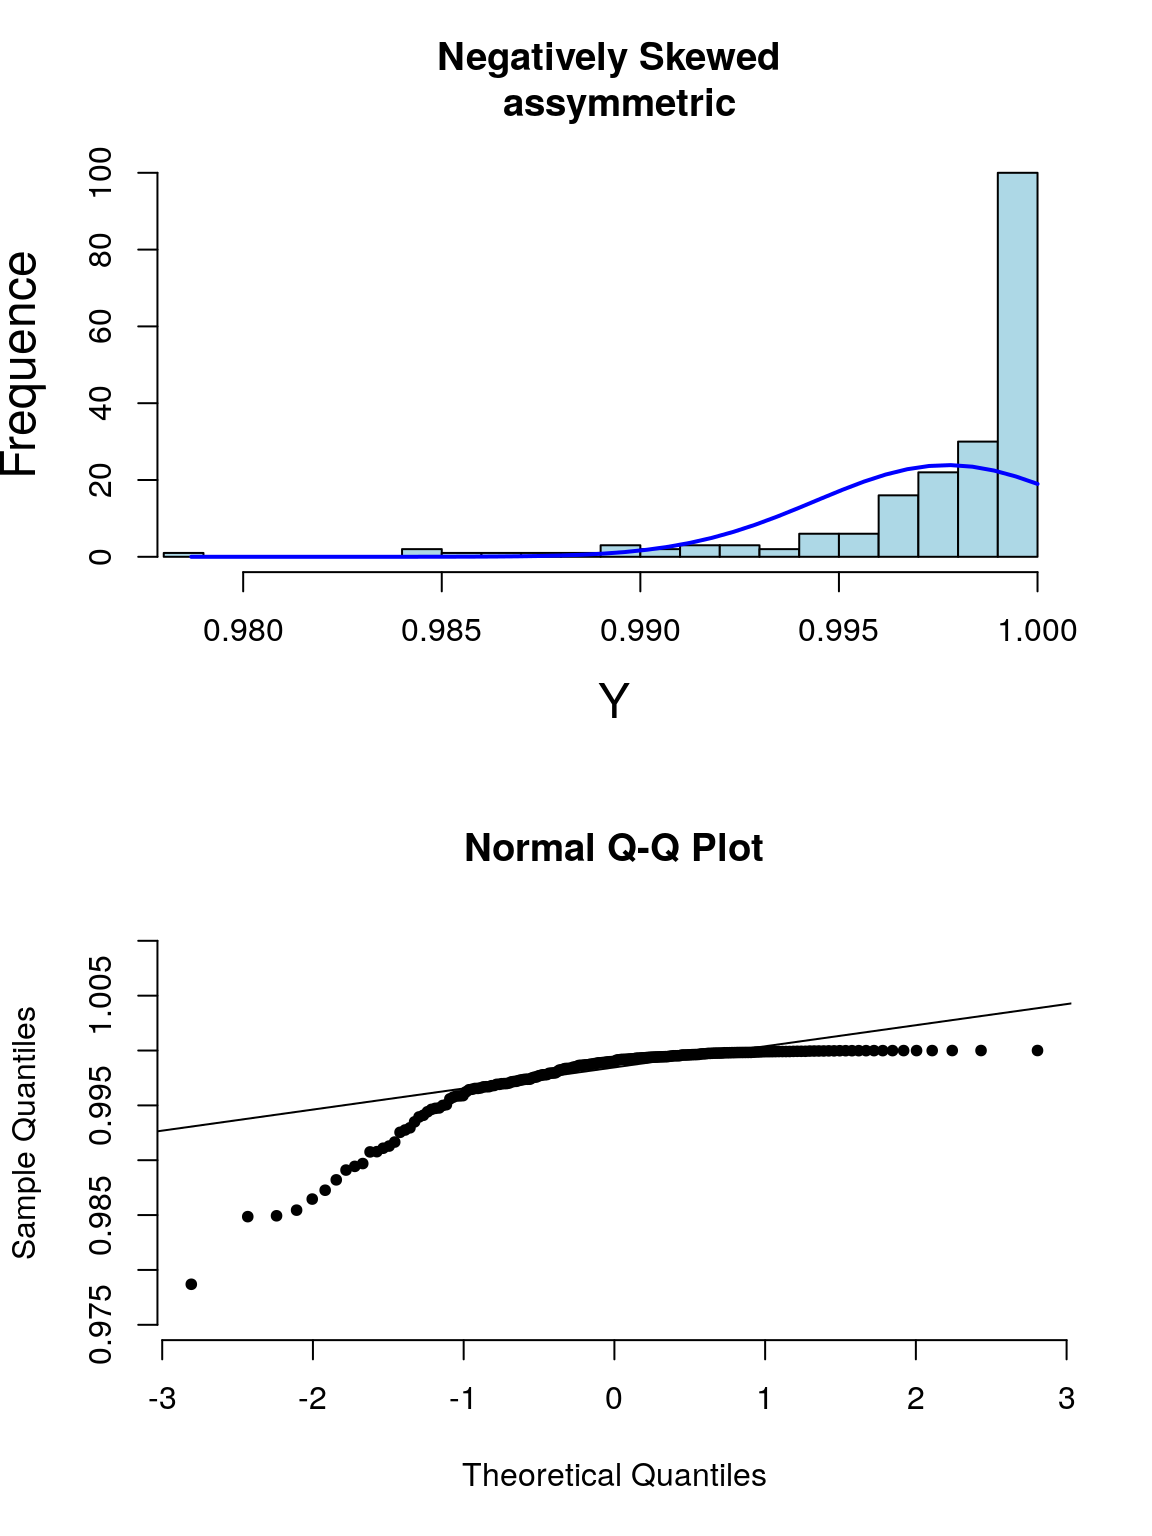 Negatively Skewed
assymmetric
Frequence
100
80
60
40
20
0
0.980 0.985 0.990 0.995 1.000
Y
Normal Q-Q Plot
Sample Quantiles
1.005
0.995
0.985
0.975
-3 -2 -1 0 1 2 3
Theoretical Quantiles